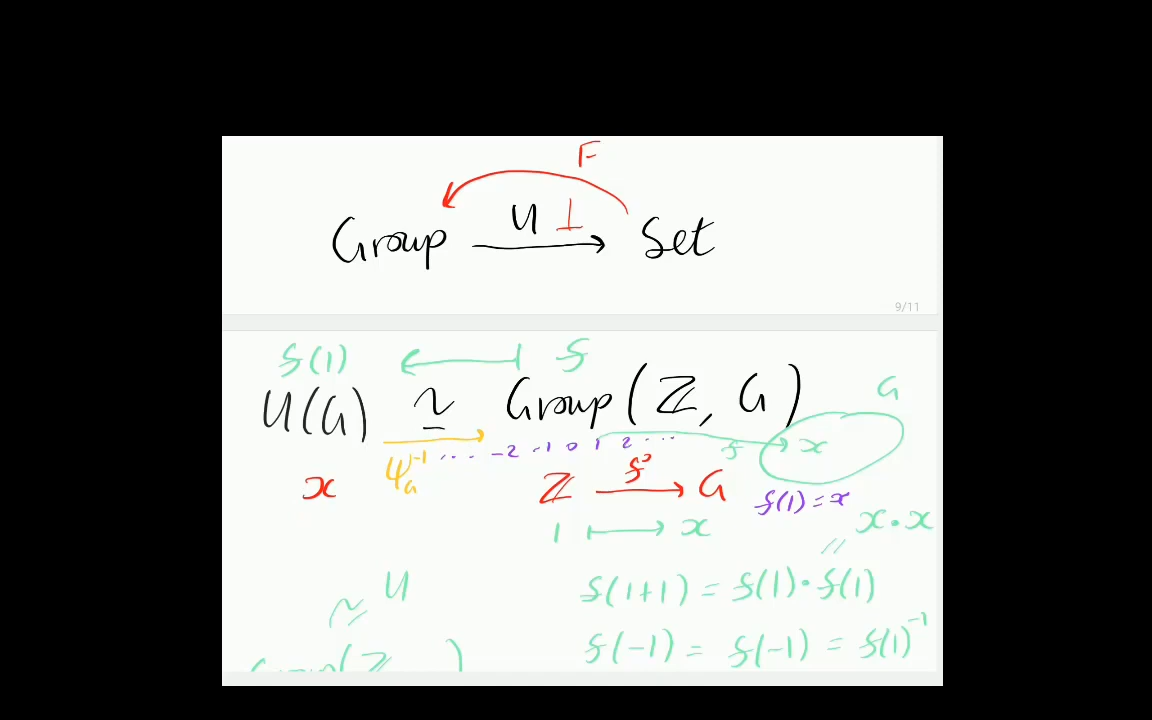 F
Group U ⊥ Set
9/11
f(1) ⟵| f
U(G) ≃ Group(ℤ, G) G
ψ_G^{-1} ... -2 -1 0 1 2 ... f x
x ℤ ⟶ G f(1) = x
1 ⟼ x x·x
U //
≃ f(1+1) = f(1)·f(1)
f(-1) = f(-1) = f(1)^{-1}
Group(ℤ, )